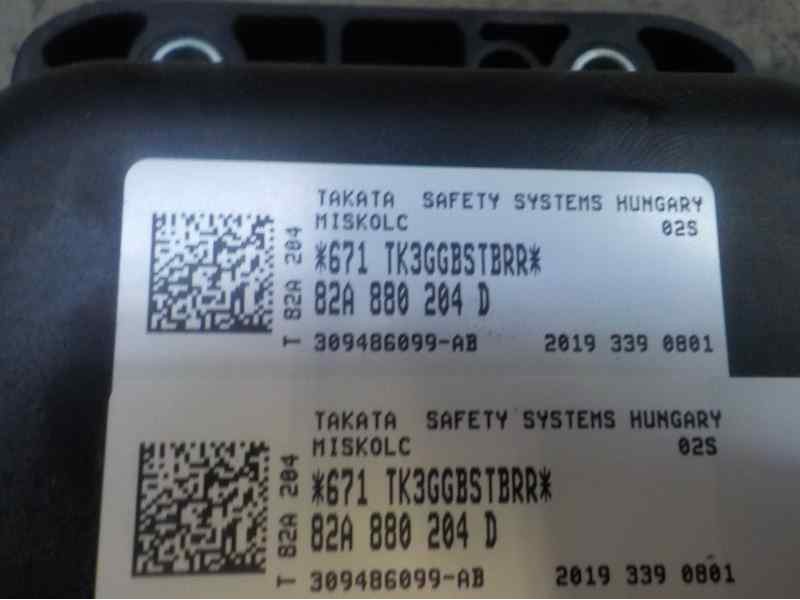 TAKATA SAFETY SYSTEMS HUNGARY
MISKOLC 02S
*671 TK3GGBSTBRR*
82A 880 204 D
T 82A 204
309486099-AB 2019 339 0801
TAKATA SAFETY SYSTEMS HUNGARY
MISKOLC 02S
*671 TK3GGBSTBRR*
82A 880 204 D
T 82A 204
309486099-AB 2019 339 0801